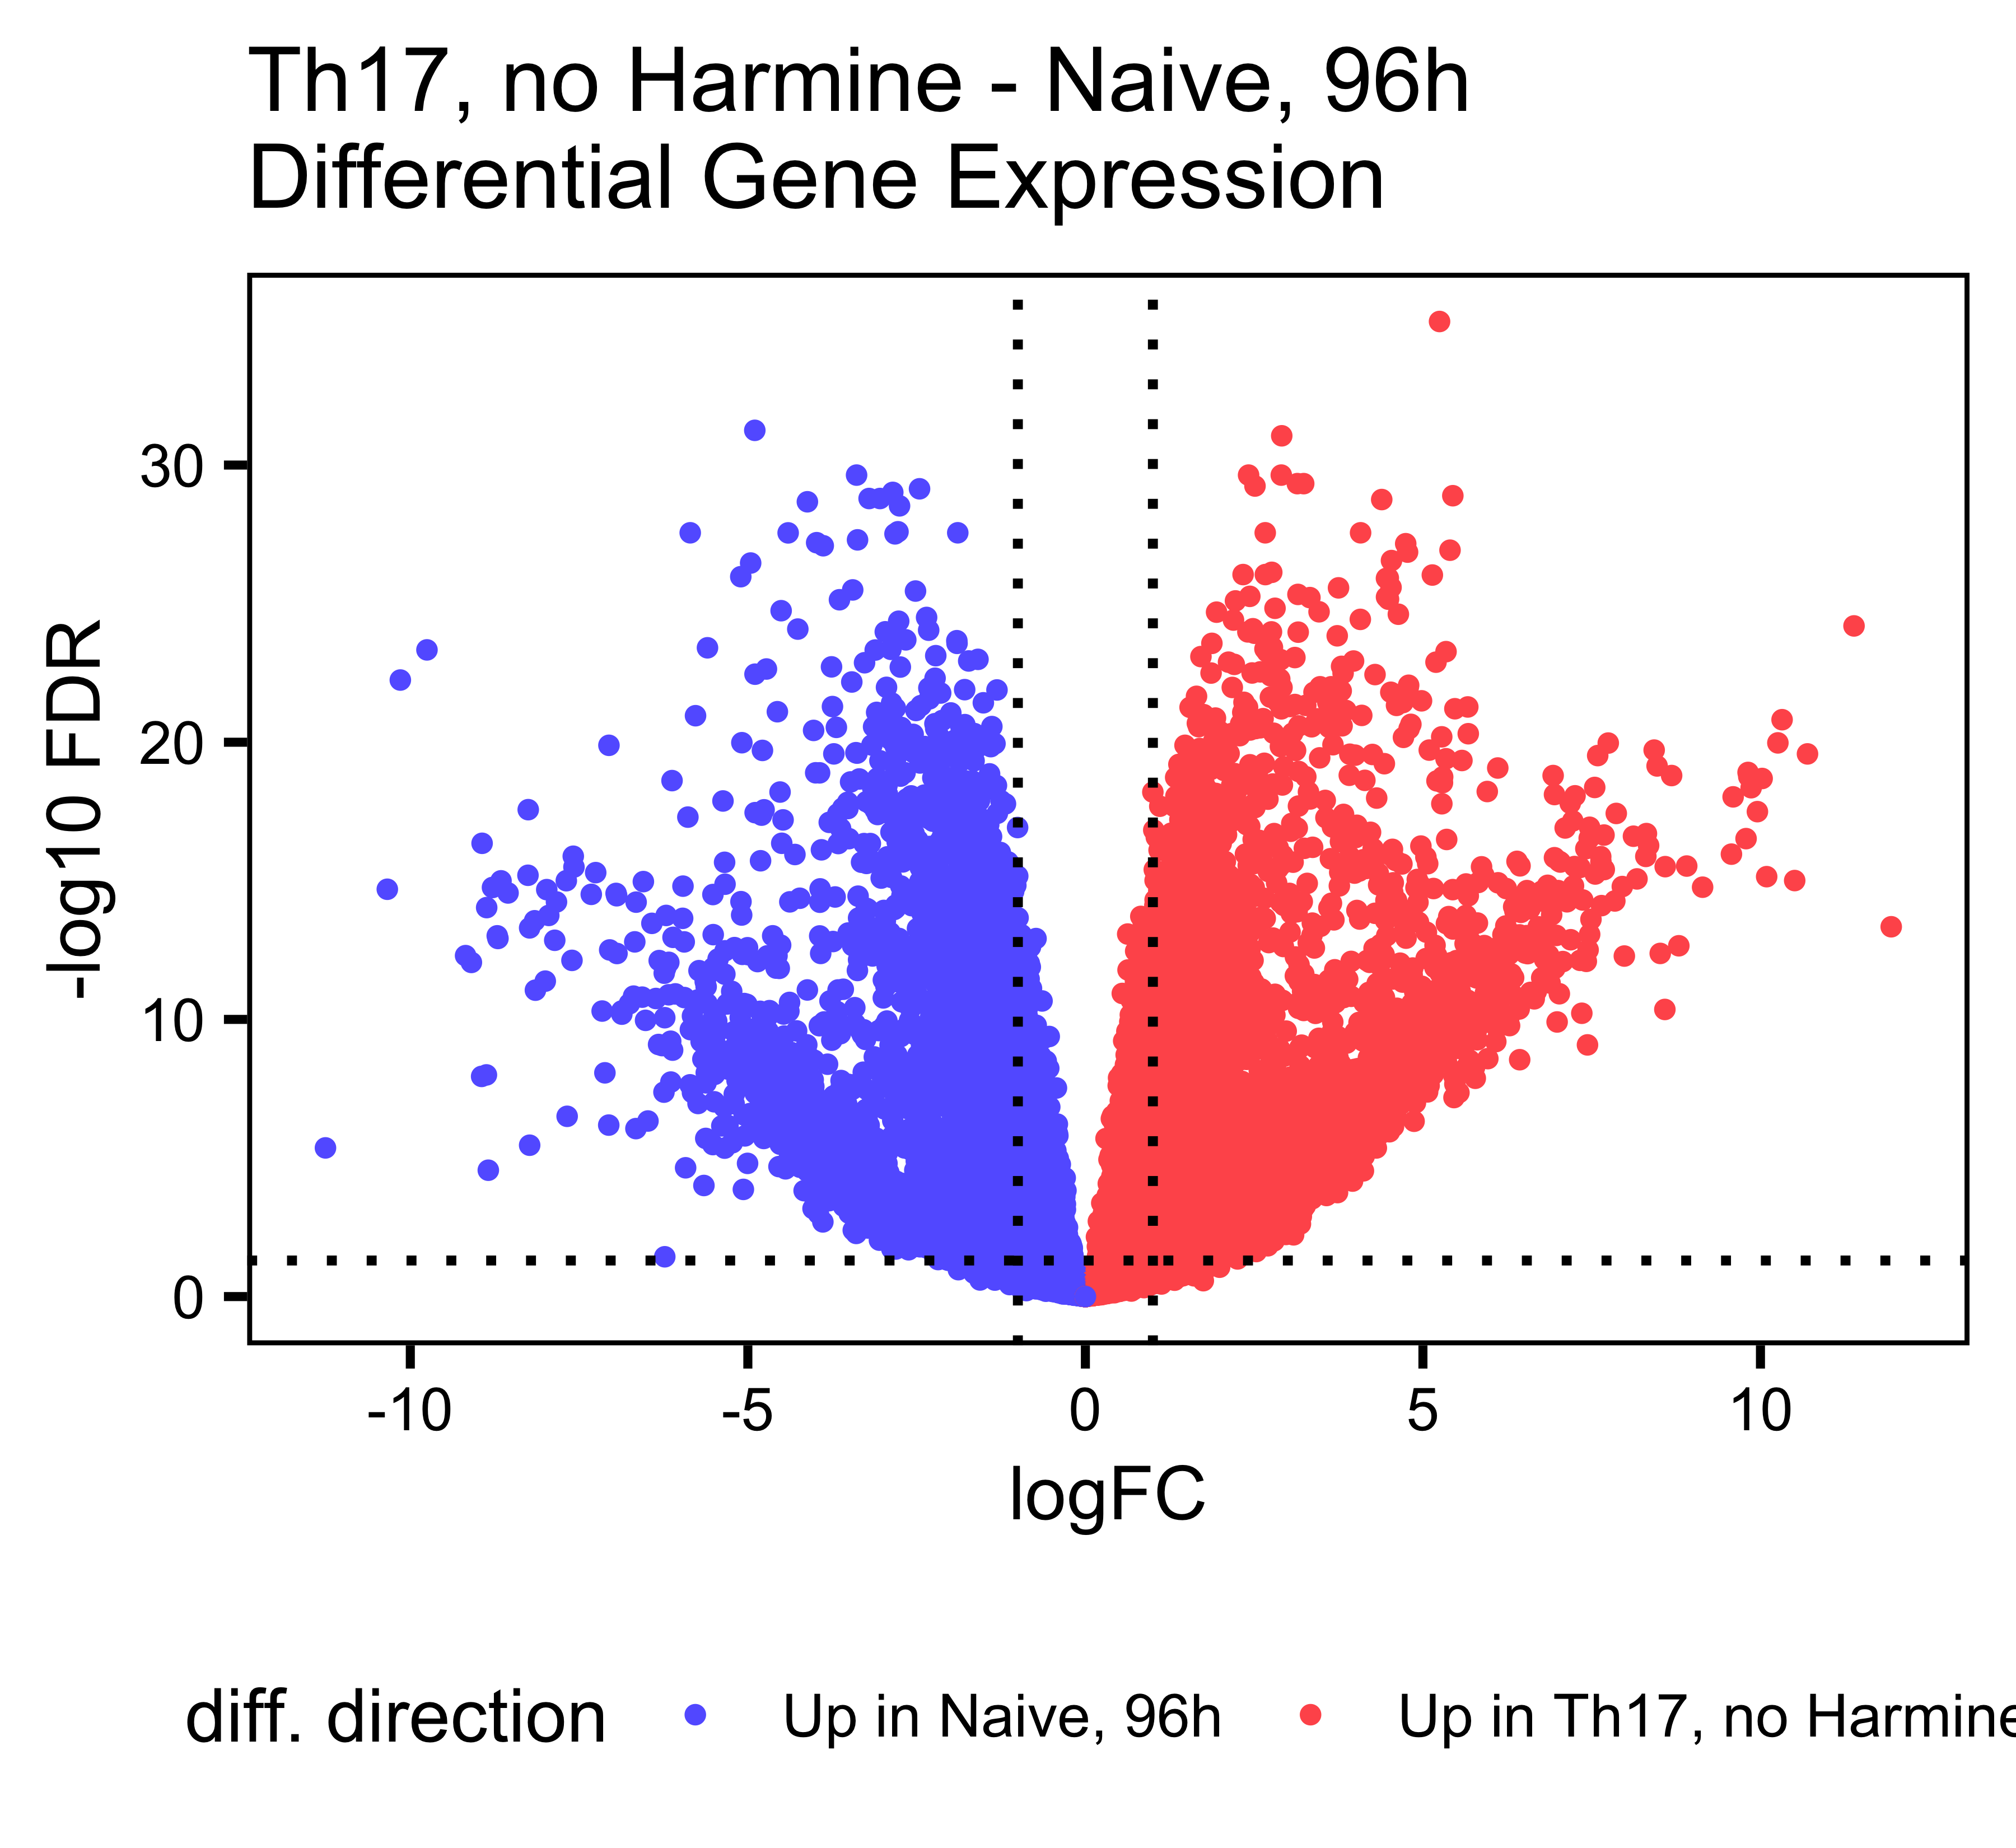 Th17, no Harmine - Naive, 96h
Differential Gene Expression
-log10 FDR
30
20
10
0
-10 -5 0 5 10
logFC
diff. direction Up in Naive, 96h Up in Th17, no Harmine